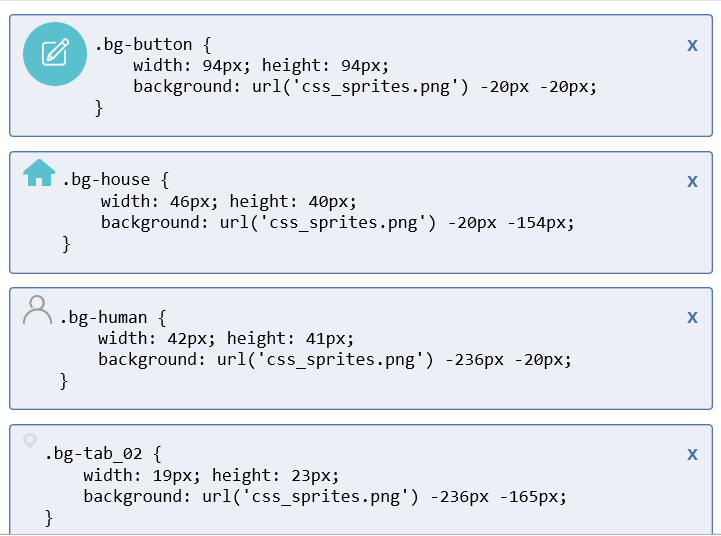 .bg-button {
width: 94px; height: 94px;
background: url('css_sprites.png') -20px -20px;
}
X
.bg-house {
width: 46px; height: 40px;
background: url('css_sprites.png') -20px -154px;
}
X
.bg-human {
width: 42px; height: 41px;
background: url('css_sprites.png') -236px -20px;
}
X
.bg-tab_02 {
width: 19px; height: 23px;
background: url('css_sprites.png') -236px -165px;
}
X